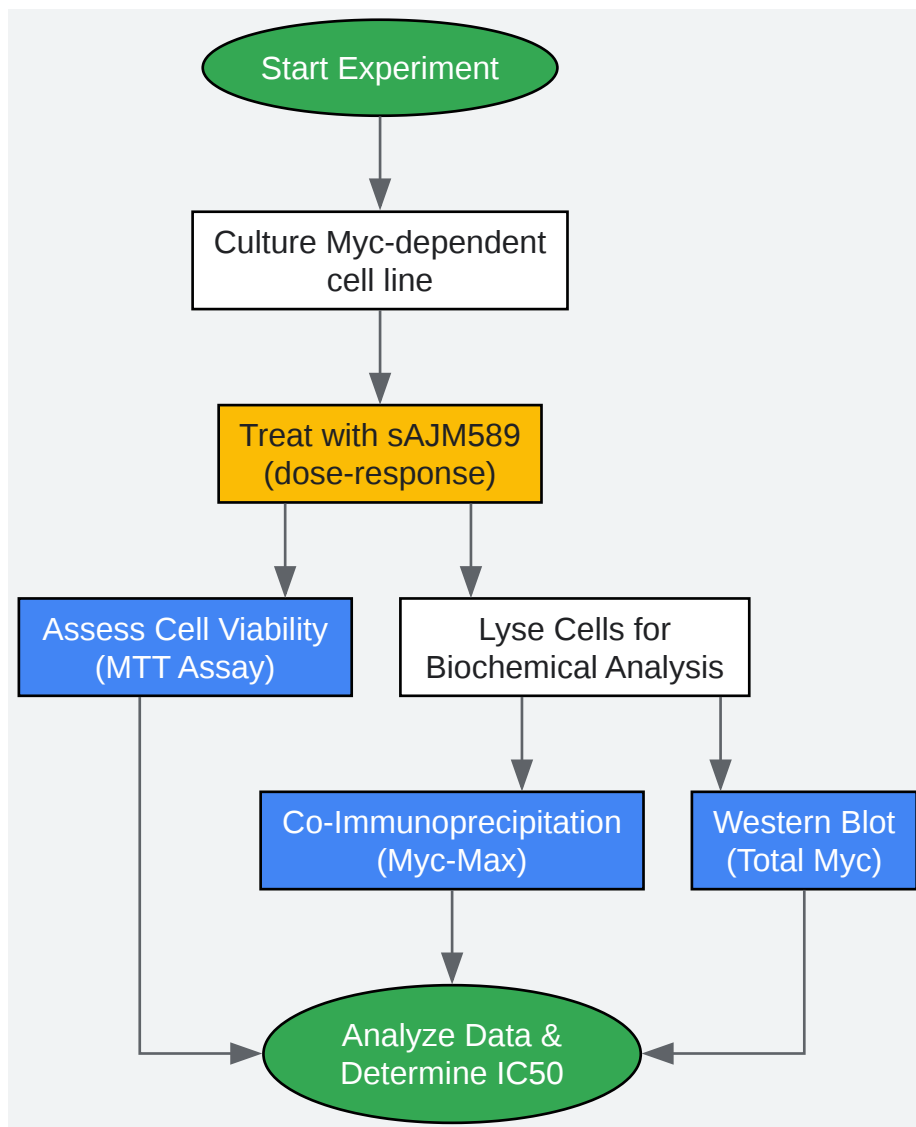 Start Experiment
Culture Myc-dependent
cell line
Treat with sAJM589
(dose-response)
Assess Cell Viability
(MTT Assay)
Lyse Cells for
Biochemical Analysis
Co-Immunoprecipitation
(Myc-Max)
Western Blot
(Total Myc)
Analyze Data &
Determine IC50